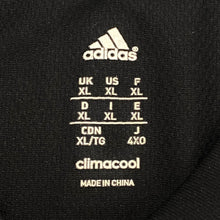 adidas
UK US F
XL XL XL
D I E
XL XL XL
CDN J
XL/TG 4XO
climacool
MADE IN CHINA